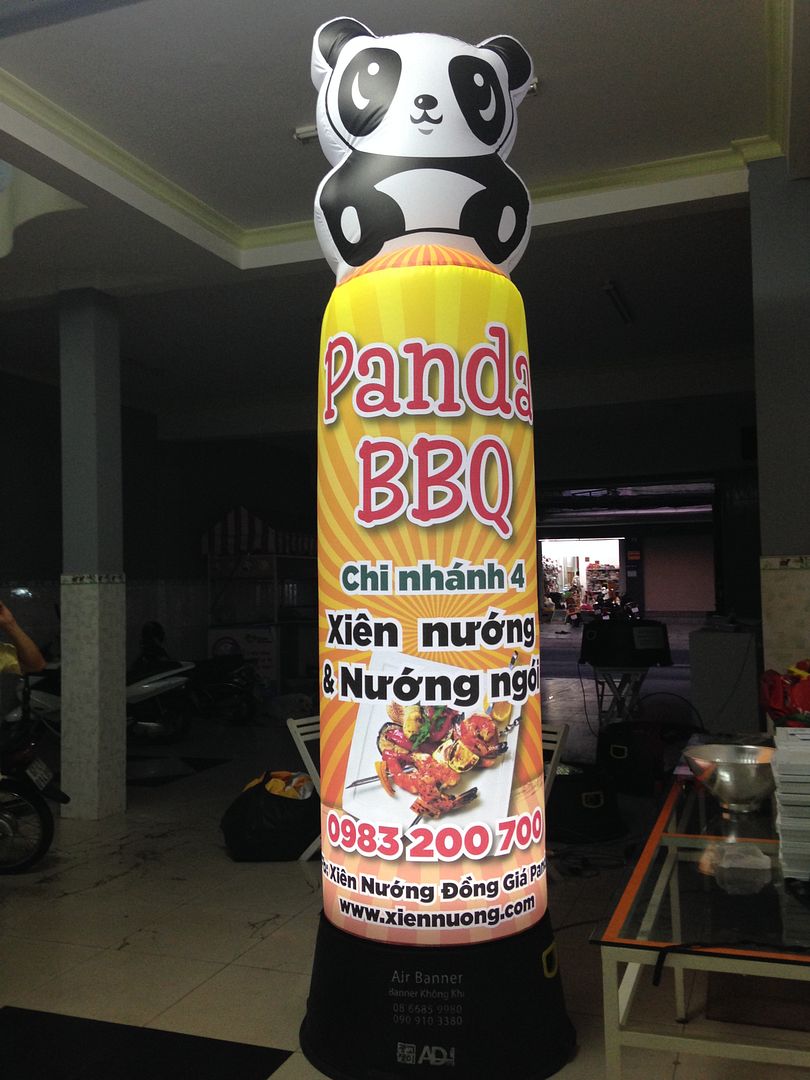 Panda
BBQ
Chi nhánh 4
Xiên nướng
& Nướng ngói
0983 200 700
Xiên Nướng Đồng Giá
www.xiennuong.com
Air Banner
Banner Không Khí
08 6685 9980
090 910 3380
AD